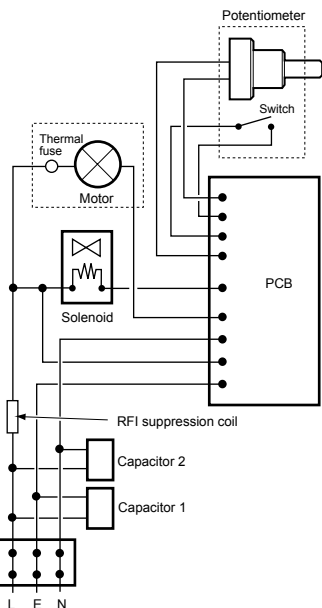 Potentiometer
Switch
Thermal
fuse
Motor
PCB
Solenoid
RFI suppression coil
Capacitor 2
Capacitor 1
L E N